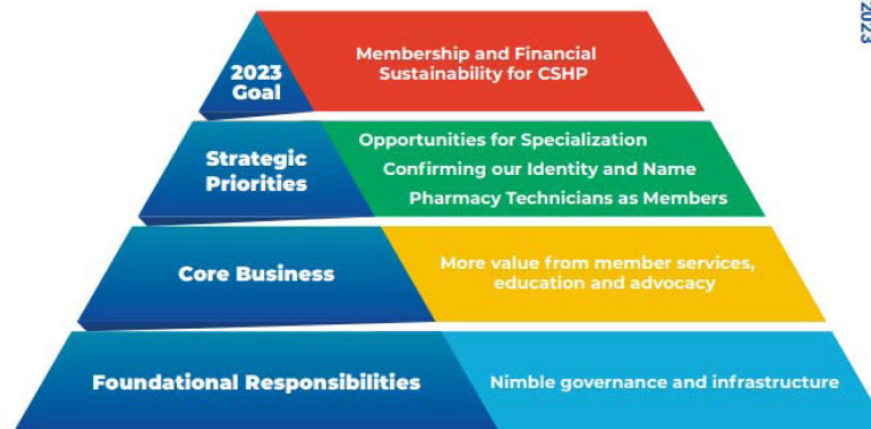 2023
2023
Goal
Membership and Financial
Sustainability for CSHP
Strategic
Priorities
Opportunities for Specialization
Confirming our Identity and Name
Pharmacy Technicians as Members
Core Business
More value from member services,
education and advocacy
Foundational Responsibilities
Nimble governance and infrastructure